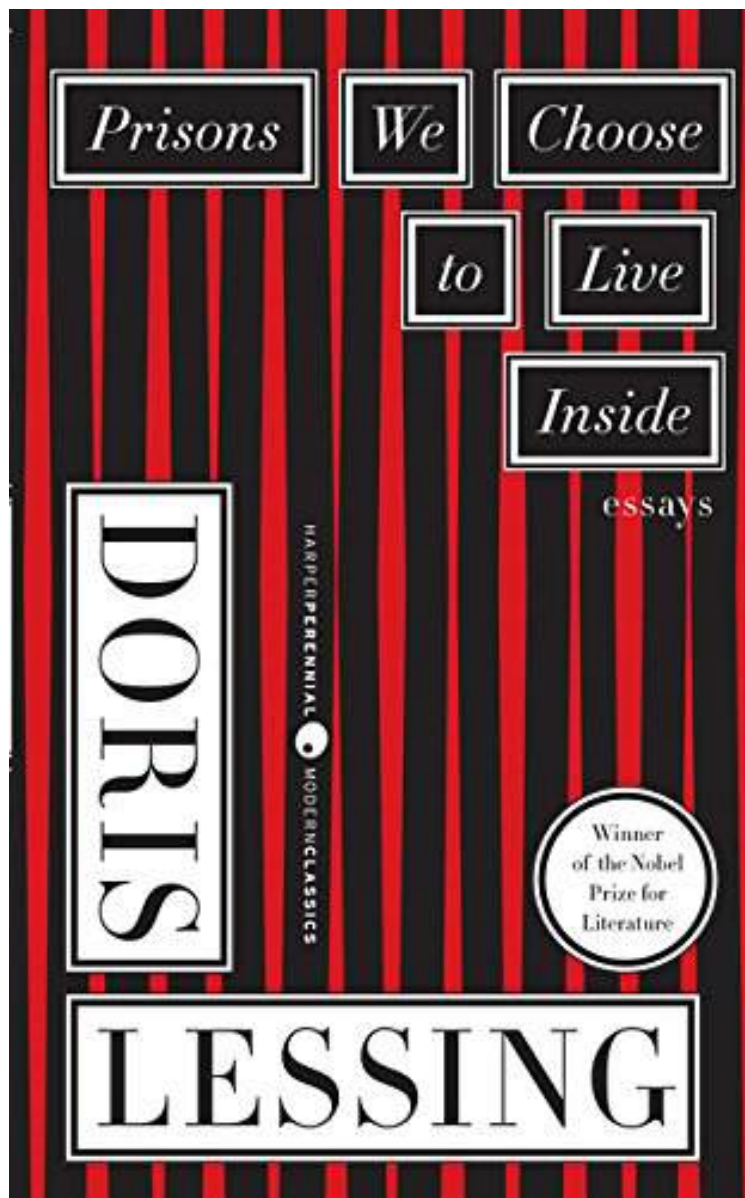 Prisons We Choose
to Live
Inside
essays
DORIS
HARPERPERENNIAL MODERNCLASSICS
Winner
of the Nobel
Prize for
Literature
LESSING